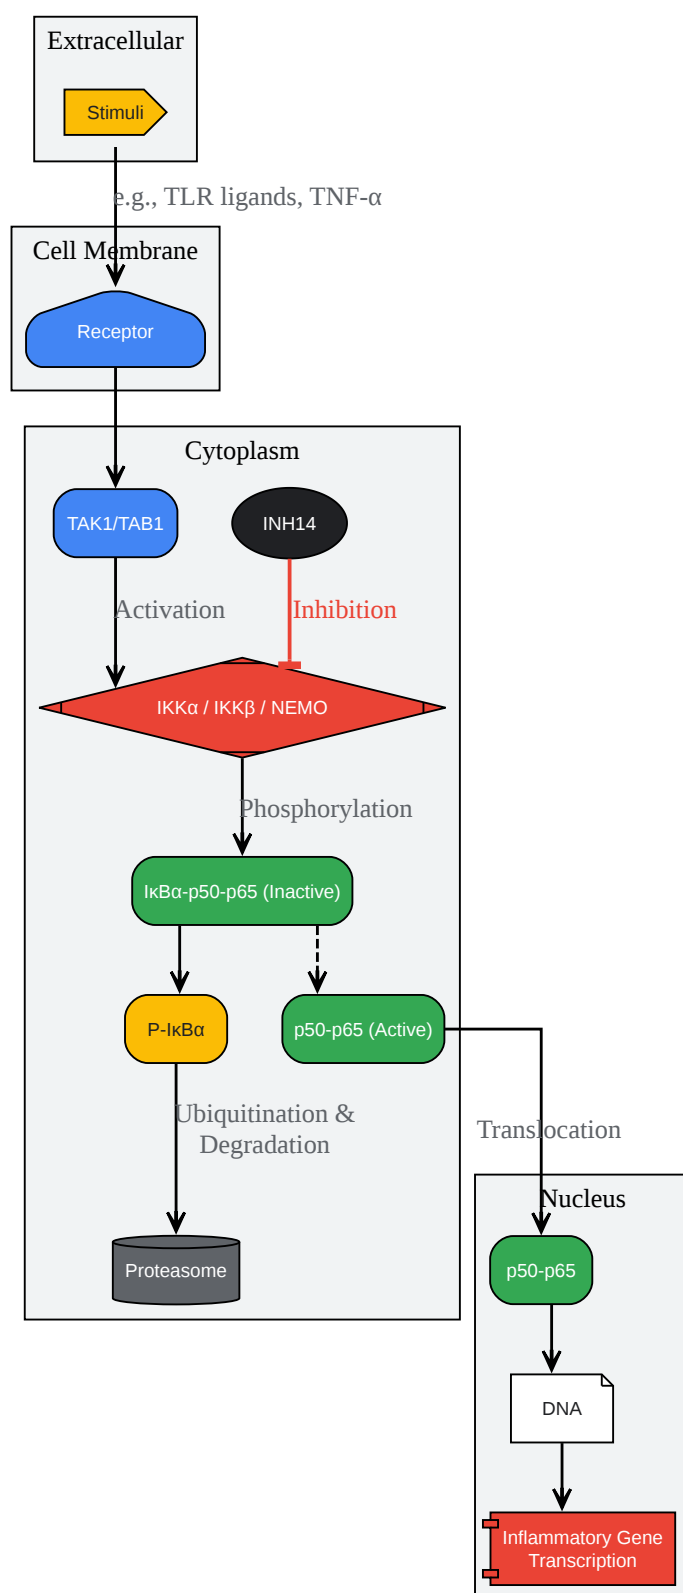 Extracellular
Stimuli
e.g., TLR ligands, TNF-α
Cell Membrane
Receptor
Cytoplasm
TAK1/TAB1
INH14
Activation
Inhibition
IKKα / IKKβ / NEMO
Phosphorylation
IκBα-p50-p65 (Inactive)
P-IκBα
p50-p65 (Active)
Ubiquitination &
Degradation
Translocation
Nucleus
Proteasome
p50-p65
DNA
Inflammatory Gene
Transcription